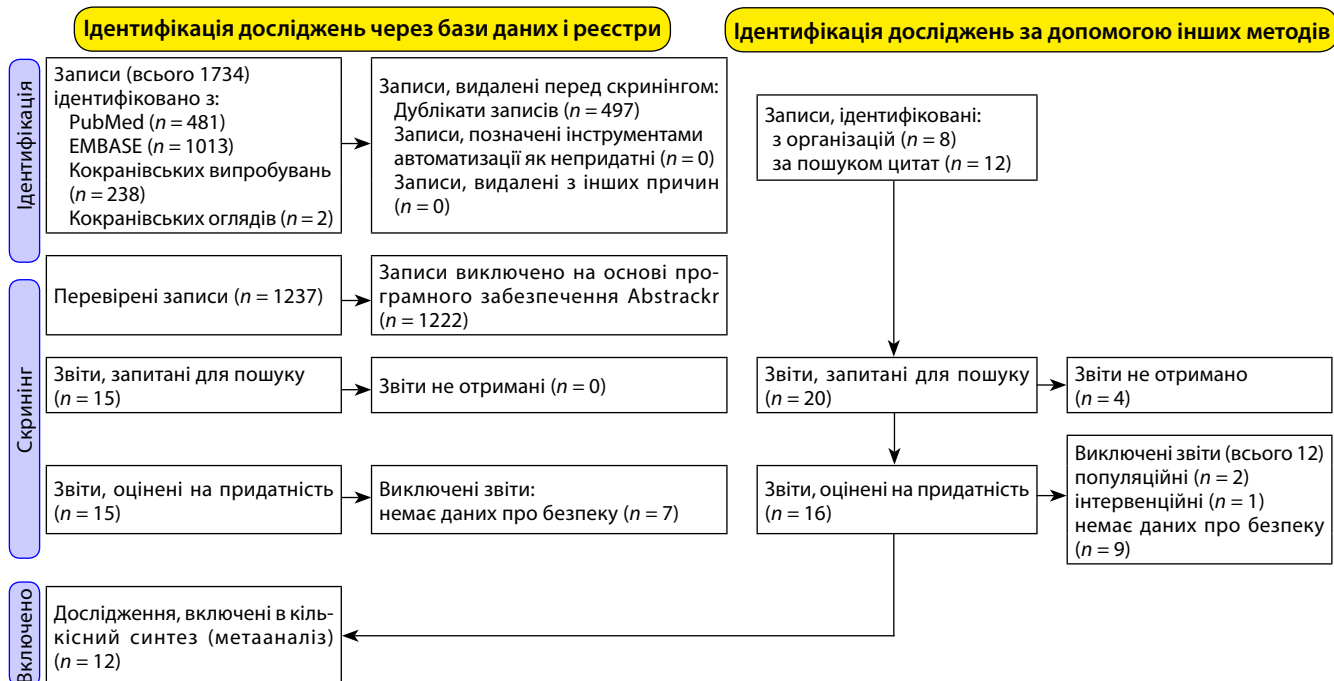 Ідентифікація досліджень через бази даних і реєстри
Ідентифікація досліджень за допомогою інших методів
Ідентифікація
Записи (всього 1734)
ідентифіковано з:
PubMed (n = 481)
EMBASE (n = 1013)
Кокранівських випробувань
(n = 238)
Кокранівських оглядів (n = 2)
Записи, видалені перед скринінгом:
Дублікати записів (n = 497)
Записи, позначені інструментами
автоматизації як непридатні (n = 0)
Записи, видалені з інших причин
(n = 0)
Записи, ідентифіковані:
з організацій (n = 8)
за пошуком цитат (n = 12)
Скринінг
Перевірені записи (n = 1237)
Записи виключено на основі про-
грамного забезпечення Abstrackr
(n = 1222)
Звіти, запитані для пошуку
(n = 15)
Звіти не отримані (n = 0)
Звіти, запитані для пошуку
(n = 20)
Звіти не отримано
(n = 4)
Звіти, оцінені на придатність
(n = 15)
Виключені звіти:
немає даних про безпеку (n = 7)
Звіти, оцінені на придатність
(n = 16)
Виключені звіти (всього 12)
популяційні (n = 2)
інтервенційні (n = 1)
немає даних про безпеку
(n = 9)
Включено
Дослідження, включені в кіль-
кісний синтез (метааналіз)
(n = 12)